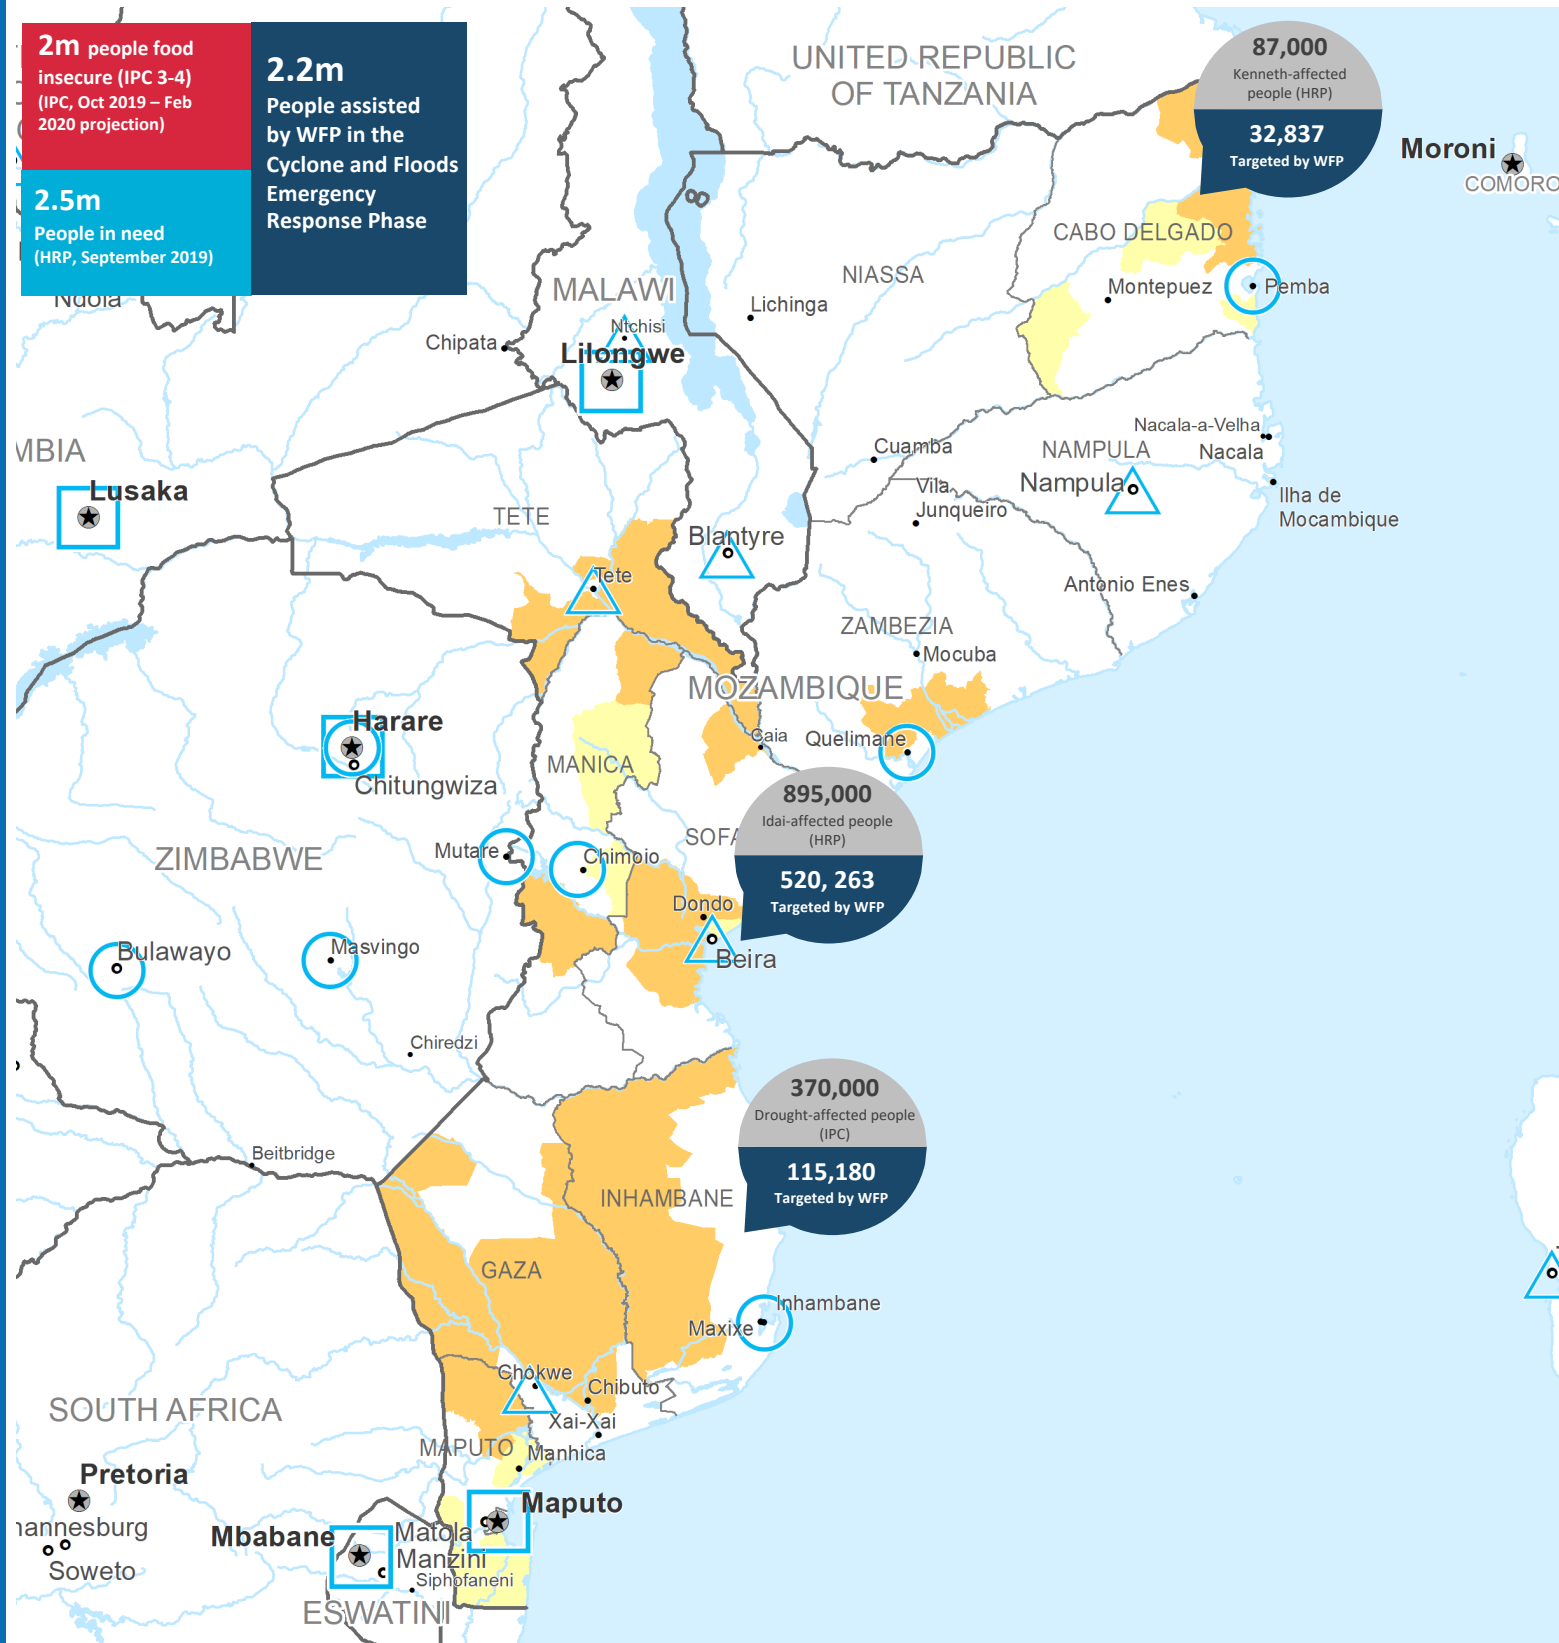 2m people food
insecure (IPC 3-4)
(IPC, Oct 2019 – Feb
2020 projection)
2.5m
People in need
(HRP, September 2019)
2.2m
People assisted
by WFP in the
Cyclone and Floods
Emergency
Response Phase
UNITED REPUBLIC
OF TANZANIA
87,000
Kenneth-affected
people (HRP)
32,837
Targeted by WFP
Moroni
COMORO
CABO DELGADO
NIASSA
Montepuez
Pemba
Lichinga
MALAWI
Ndola
Ntchisi
Chipata
Lilongwe
Nacala-a-Velha
NAMPULA
Nacala
Cuamba
MBIA
Lusaka
Nampula
Vila
Junqueiro
Ilha de
Mocambique
TETE
Blantyre
Tete
Antonio Enes
ZAMBEZIA
Mocuba
MOZAMBIQUE
Harare
Caia
Quelimane
MANICA
Chitungwiza
895,000
Idai-affected people
(HRP)
520, 263
Targeted by WFP
SOFA
Mutare
Chimoio
ZIMBABWE
Dondo
Beira
Bulawayo
Masvingo
Chiredzi
370,000
Drought-affected people
(IPC)
115,180
Targeted by WFP
Beitbridge
INHAMBANE
GAZA
Inhambane
Maxixe
Chokwe
Chibuto
SOUTH AFRICA
Xai-Xai
MAPUTO
Manhica
Pretoria
Maputo
hannesburg
Mbabane
Matola
Manzini
Soweto
Siphofaneni
ESWATINI